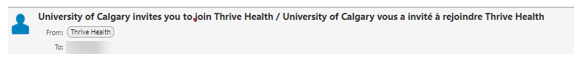 University of Calgary invites you to join Thrive Health / University of Calgary vous a invité à rejoindre Thrive Health
From: Thrive Health
To: